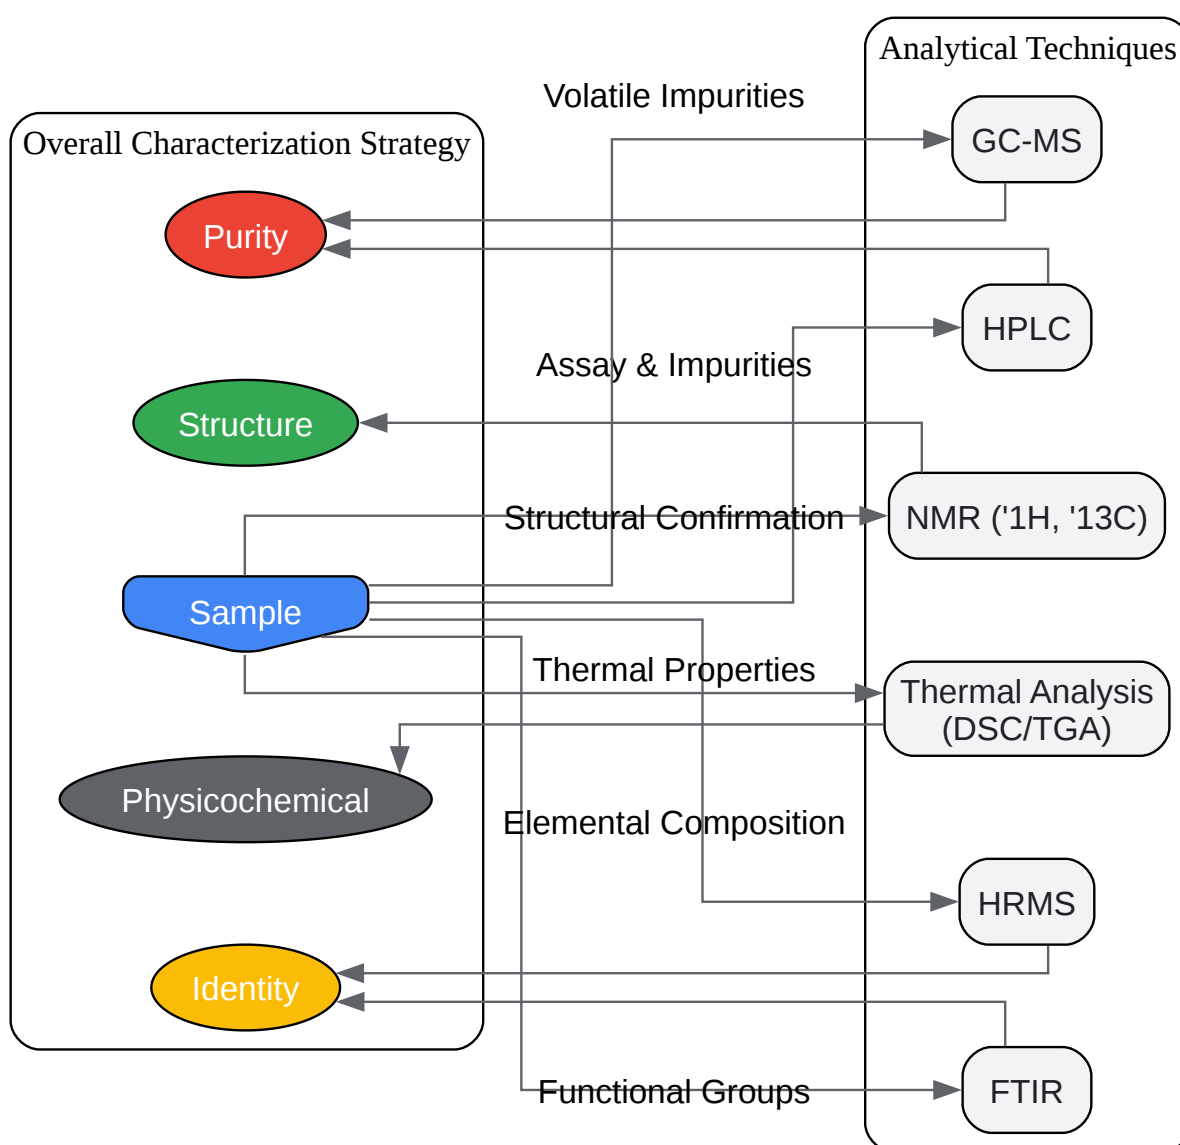 Analytical Techniques
Volatile Impurities
GC-MS
Overall Characterization Strategy
Purity
HPLC
Assay & Impurities
Structure
Structural Confirmation
NMR ('1H, '13C)
Sample
Thermal Properties
Thermal Analysis
(DSC/TGA)
Physicochemical
Elemental Composition
HRMS
Identity
Functional Groups
FTIR